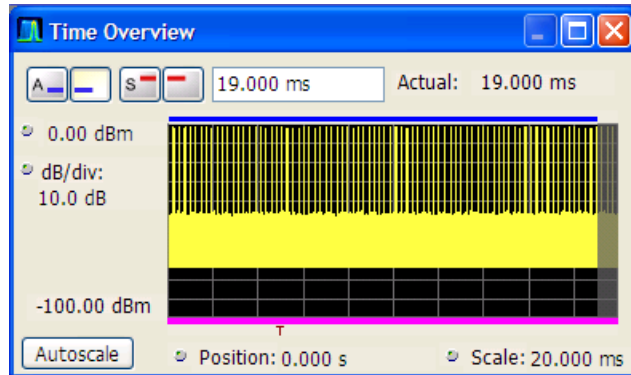 Time Overview
A S 19.000 ms Actual: 19.000 ms
0.00 dBm
dB/div:
10.0 dB
-100.00 dBm
T
Autoscale Position: 0.000 s Scale: 20.000 ms